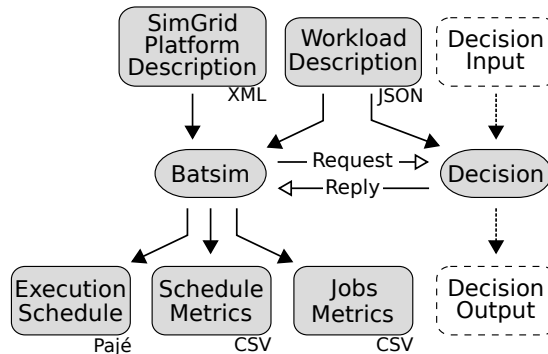 SimGrid
Platform
Description
XML
Workload
Description
JSON
Decision
Input
Batsim
Request
Reply
Decision
Execution
Schedule
Pajé
Schedule
Metrics
CSV
Jobs
Metrics
CSV
Decision
Output